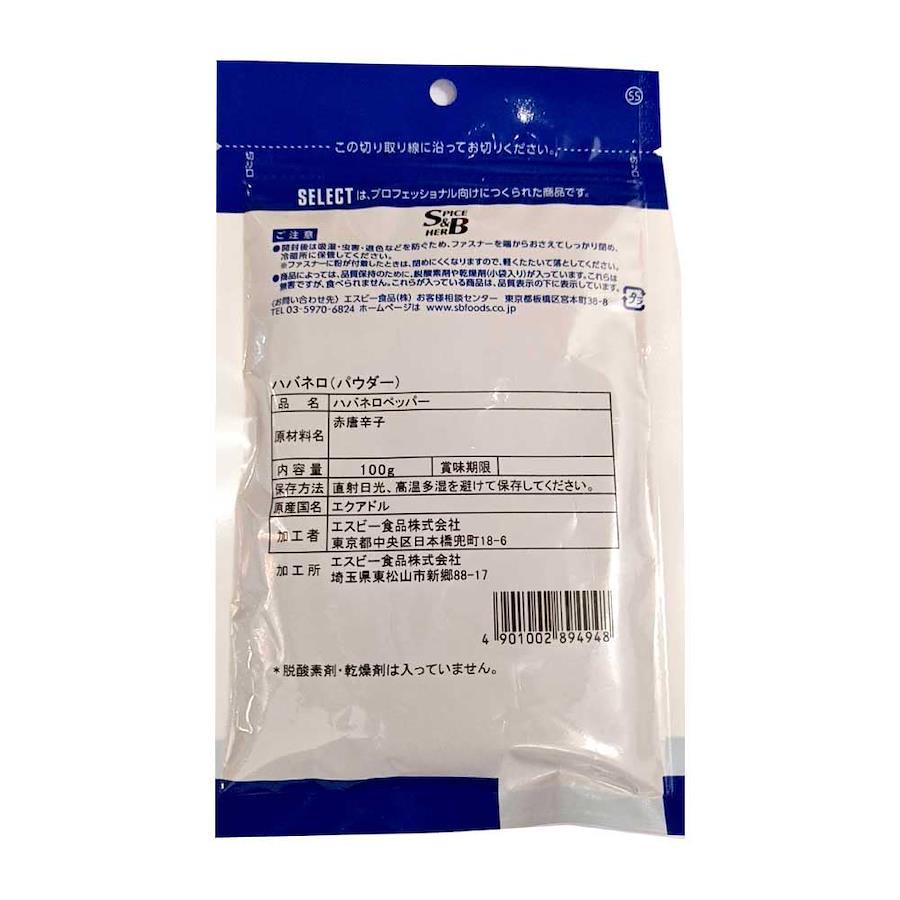 SS
この切り取り線に沿ってお切りください。
切り口
切り口
SELECTは、プロフェッショナル向けにつくられた商品です。
SPICE
S&B
HERB
ご注意
●開封後は吸湿・虫害・退色などを防ぐため、ファスナーを端からおさえてしっかり閉め、
冷暗所に保管してください。
※ファスナーに粉が付着したときは、閉めにくくなりますので、軽くたたいて落としてください。
●商品によっては、品質保持のために、脱酸素剤や乾燥剤(小袋入り)が入っています。これらは
無害ですが、食べられません。これらが入っている商品は、品質表示の下に表示しています。
〈お問い合わせ先〉エスビー食品(株) お客様相談センター 東京都板橋区宮本町38-8
TEL 03-5970-6824 ホームページは www.sbfoods.co.jp
プラ
ハバネロ(パウダー)
品名 ハバネロペッパー
原材料名 赤唐辛子
内容量 100g 賞味期限
保存方法 直射日光、高温多湿を避けて保存してください。
原産国名 エクアドル
加工者 エスビー食品株式会社
東京都中央区日本橋兜町18-6
加工所 エスビー食品株式会社
埼玉県東松山市新郷88-17
4 901002 894948
*脱酸素剤・乾燥剤は入っていません。